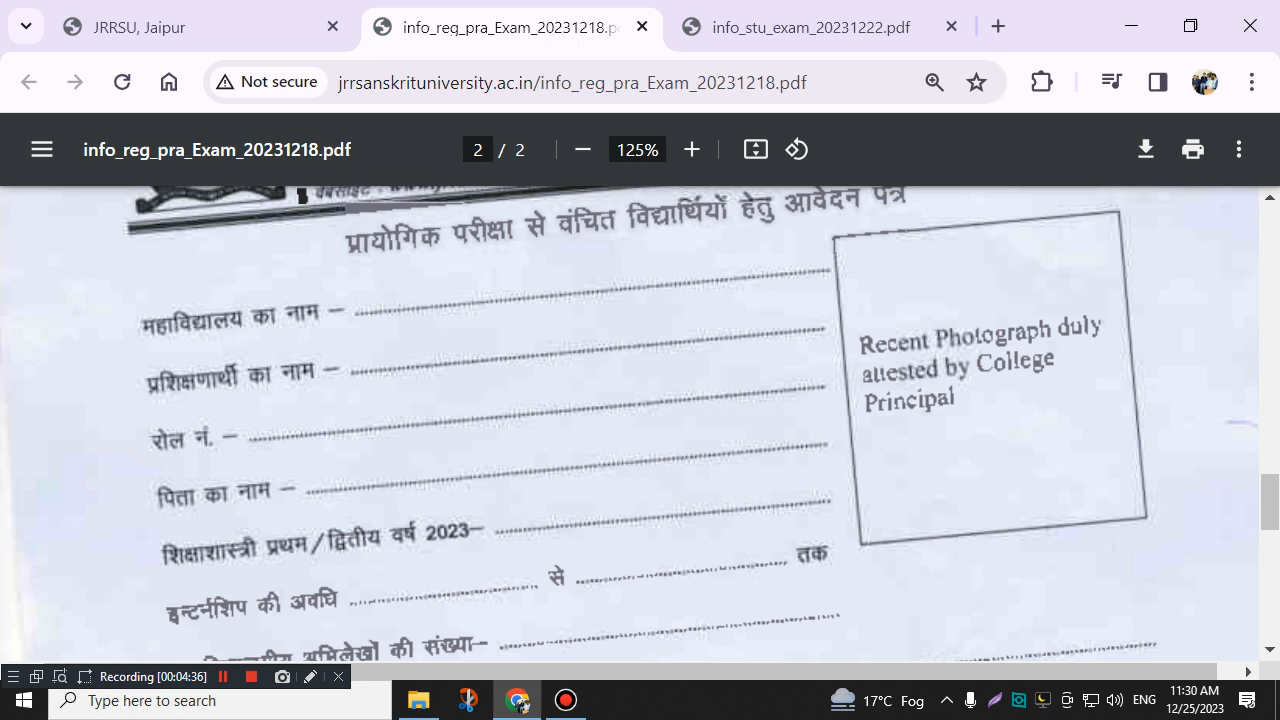 JRRSU, Jaipur
info_reg_pra_Exam_20231218.p
info_stu_exam_20231222.pdf
Not secure
jrrsanskrituniversity.ac.in/info_reg_pra_Exam_20231218.pdf
info_reg_pra_Exam_20231218.pdf
2 / 2
125%
वेबसाइट :
प्रायोगिक परीक्षा से वंचित विद्यार्थियों हेतु आवेदन पत्र
महाविद्यालय का नाम –
प्रशिक्षणार्थी का नाम –
Recent Photograph duly
attested by College
Principal
रोल नं. –
पिता का नाम –
शिक्षाशास्त्री प्रथम/द्वितीय वर्ष 2023–
इन्टर्नशिप की अवधि ........ से ........ तक
अभिलेखों की संख्या–
Recording [00:04:36]
Type here to search
17°C Fog
ENG
11:30 AM
12/25/2023